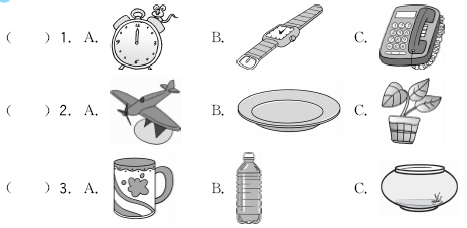 (    ) 1. A. B. C.
(    ) 2. A. B. C.
(    ) 3. A. B. C.